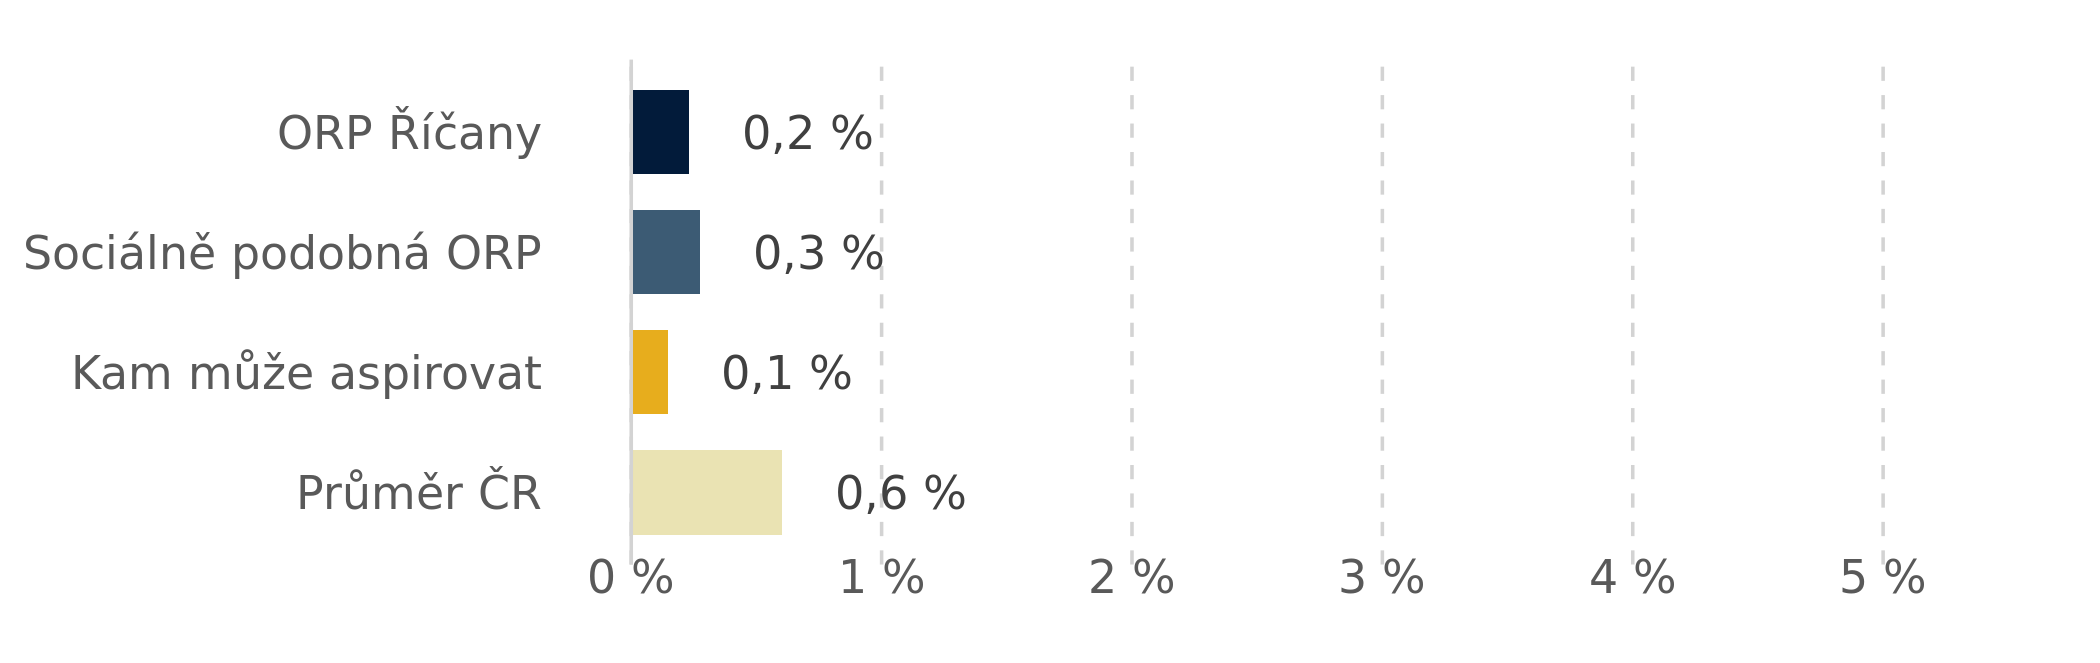 ORP Říčany 0,2 %
Sociálně podobná ORP 0,3 %
Kam může aspirovat 0,1 %
Průměr ČR 0,6 %
0 % 1 % 2 % 3 % 4 % 5 %